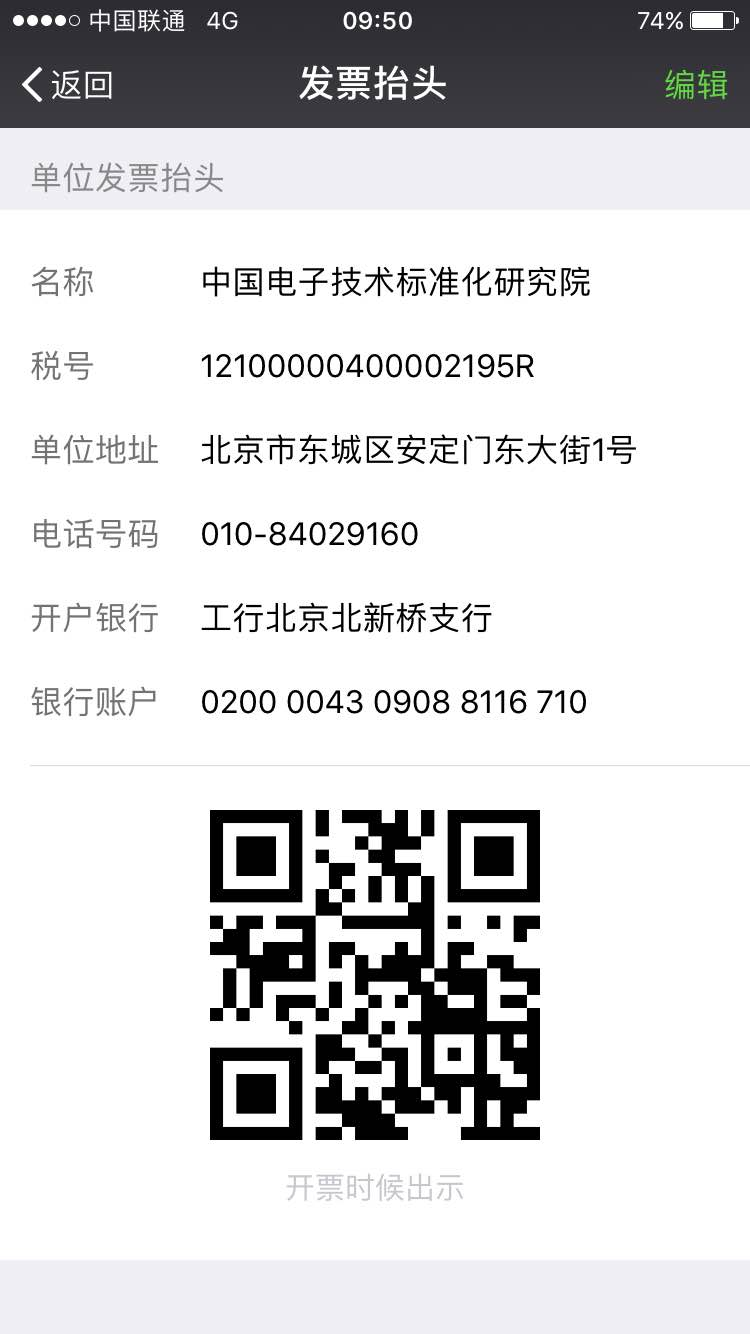 中国联通 4G 09:50 74%
返回 发票抬头 编辑
单位发票抬头
名称 中国电子技术标准化研究院
税号 12100000400002195R
单位地址 北京市东城区安定门东大街1号
电话号码 010-84029160
开户银行 工行北京北新桥支行
银行账户 0200 0043 0908 8116 710
开票时候出示